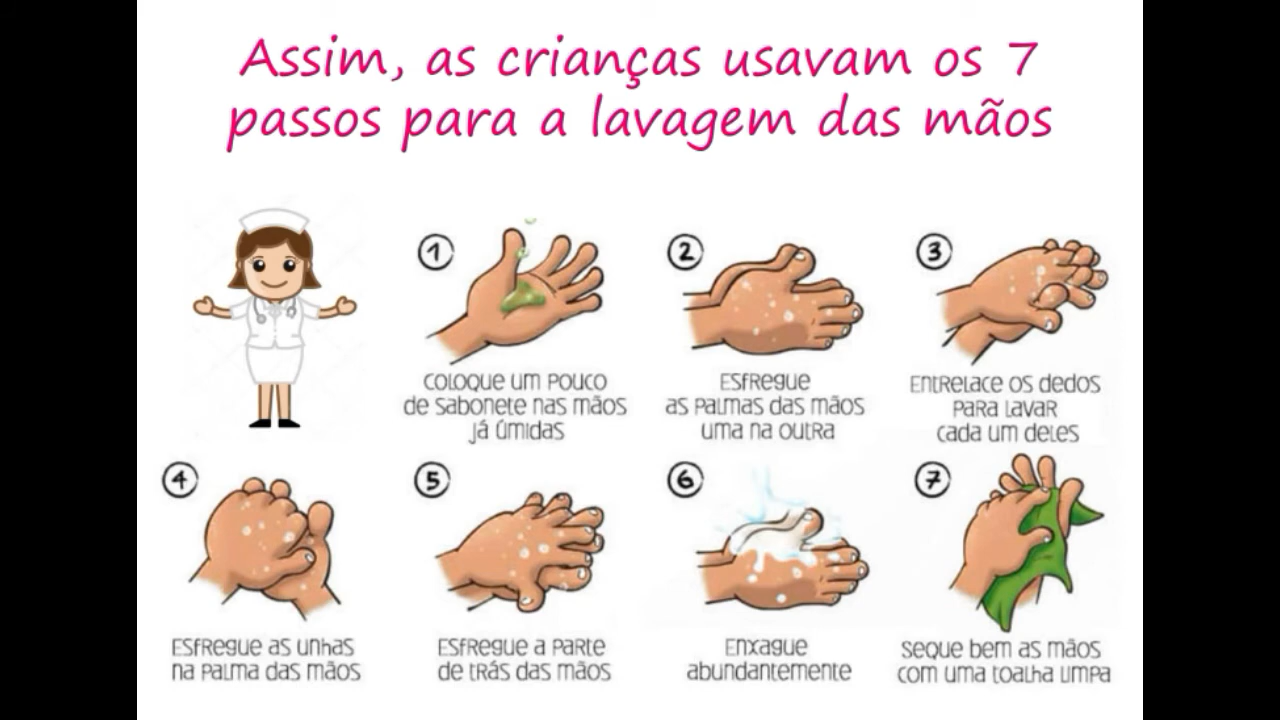 Assim, as crianças usavam os 7
passos para a lavagem das mãos
1
Coloque um pouco
de sabonete nas mãos
já úmidas
2
Esfregue
as palmas das mãos
uma na outra
3
Entrelace os dedos
para lavar
cada um deles
4
Esfregue as unhas
na palma das mãos
5
Esfregue a parte
de trás das mãos
6
Enxague
abundantemente
7
Seque bem as mãos
com uma toalha limpa